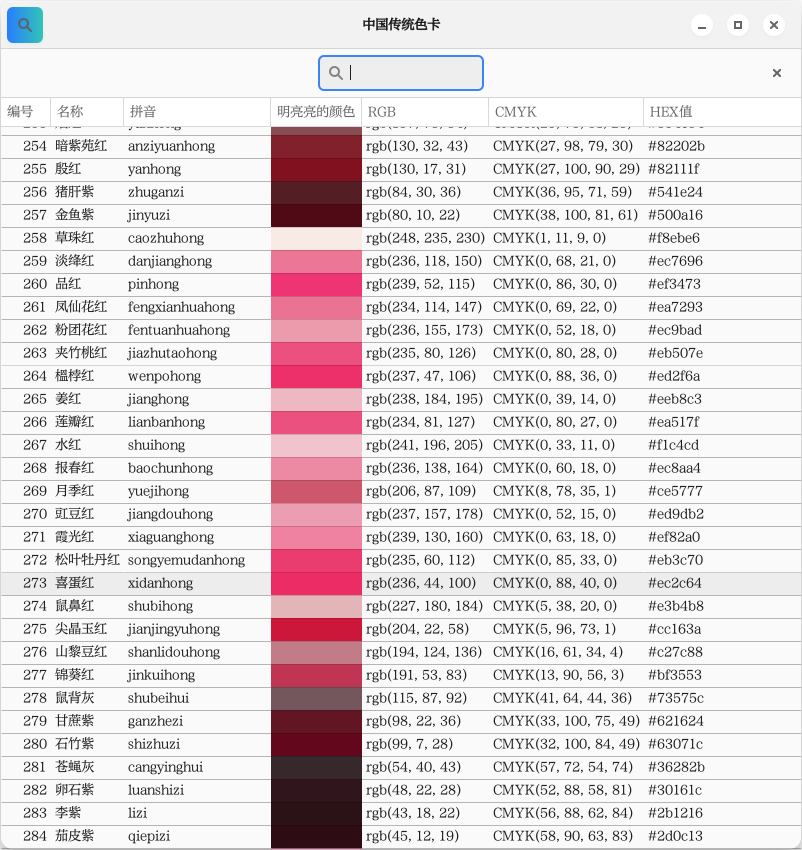 中国传统色卡
编号 名称 拼音 明亮亮的颜色 RGB CMYK HEX值
254 暗紫苑红 anziyuanhong rgb(130, 32, 43) CMYK(27, 98, 79, 30) #82202b
255 殷红 yanhong rgb(130, 17, 31) CMYK(27, 100, 90, 29) #82111f
256 猪肝紫 zhuganzi rgb(84, 30, 36) CMYK(36, 95, 71, 59) #541e24
257 金鱼紫 jinyuzi rgb(80, 10, 22) CMYK(38, 100, 81, 61) #500a16
258 草珠红 caozhuhong rgb(248, 235, 230) CMYK(1, 11, 9, 0) #f8ebe6
259 淡绛红 danjianghong rgb(236, 118, 150) CMYK(0, 68, 21, 0) #ec7696
260 品红 pinhong rgb(239, 52, 115) CMYK(0, 86, 30, 0) #ef3473
261 凤仙花红 fengxianhuahong rgb(234, 114, 147) CMYK(0, 69, 22, 0) #ea7293
262 粉团花红 fentuanhuahong rgb(236, 155, 173) CMYK(0, 52, 18, 0) #ec9bad
263 夹竹桃红 jiazhutaohong rgb(235, 80, 126) CMYK(0, 80, 28, 0) #eb507e
264 榲桲红 wenpohong rgb(237, 47, 106) CMYK(0, 88, 36, 0) #ed2f6a
265 姜红 jianghong rgb(238, 184, 195) CMYK(0, 39, 14, 0) #eeb8c3
266 莲瓣红 lianbanhong rgb(234, 81, 127) CMYK(0, 80, 27, 0) #ea517f
267 水红 shuihong rgb(241, 196, 205) CMYK(0, 33, 11, 0) #f1c4cd
268 报春红 baochunhong rgb(236, 138, 164) CMYK(0, 60, 18, 0) #ec8aa4
269 月季红 yuejihong rgb(206, 87, 109) CMYK(8, 78, 35, 1) #ce5777
270 豇豆红 jiangdouhong rgb(237, 157, 178) CMYK(0, 52, 15, 0) #ed9db2
271 霞光红 xiaguanghong rgb(239, 130, 160) CMYK(0, 63, 18, 0) #ef82a0
272 松叶牡丹红 songyemudanhong rgb(235, 60, 112) CMYK(0, 85, 33, 0) #eb3c70
273 喜蛋红 xidanhong rgb(236, 44, 100) CMYK(0, 88, 40, 0) #ec2c64
274 鼠鼻红 shubihong rgb(227, 180, 184) CMYK(5, 38, 20, 0) #e3b4b8
275 尖晶玉红 jianjingyuhong rgb(204, 22, 58) CMYK(5, 96, 73, 1) #cc163a
276 山黎豆红 shanlidouhong rgb(194, 124, 136) CMYK(16, 61, 34, 4) #c27c88
277 锦葵红 jinkuihong rgb(191, 53, 83) CMYK(13, 90, 56, 3) #bf3553
278 鼠背灰 shubeihui rgb(115, 87, 92) CMYK(41, 64, 44, 36) #73575c
279 甘蔗紫 ganzhezi rgb(98, 22, 36) CMYK(33, 100, 75, 49) #621624
280 石竹紫 shizhuzi rgb(99, 7, 28) CMYK(32, 100, 84, 49) #63071c
281 苍蝇灰 cangyinghui rgb(54, 40, 43) CMYK(57, 72, 54, 74) #36282b
282 卵石紫 luanshizi rgb(48, 22, 28) CMYK(52, 88, 58, 81) #30161c
283 李紫 lizi rgb(43, 18, 22) CMYK(56, 88, 62, 84) #2b1216
284 茄皮紫 qiepizi rgb(45, 12, 19) CMYK(58, 90, 63, 83) #2d0c13